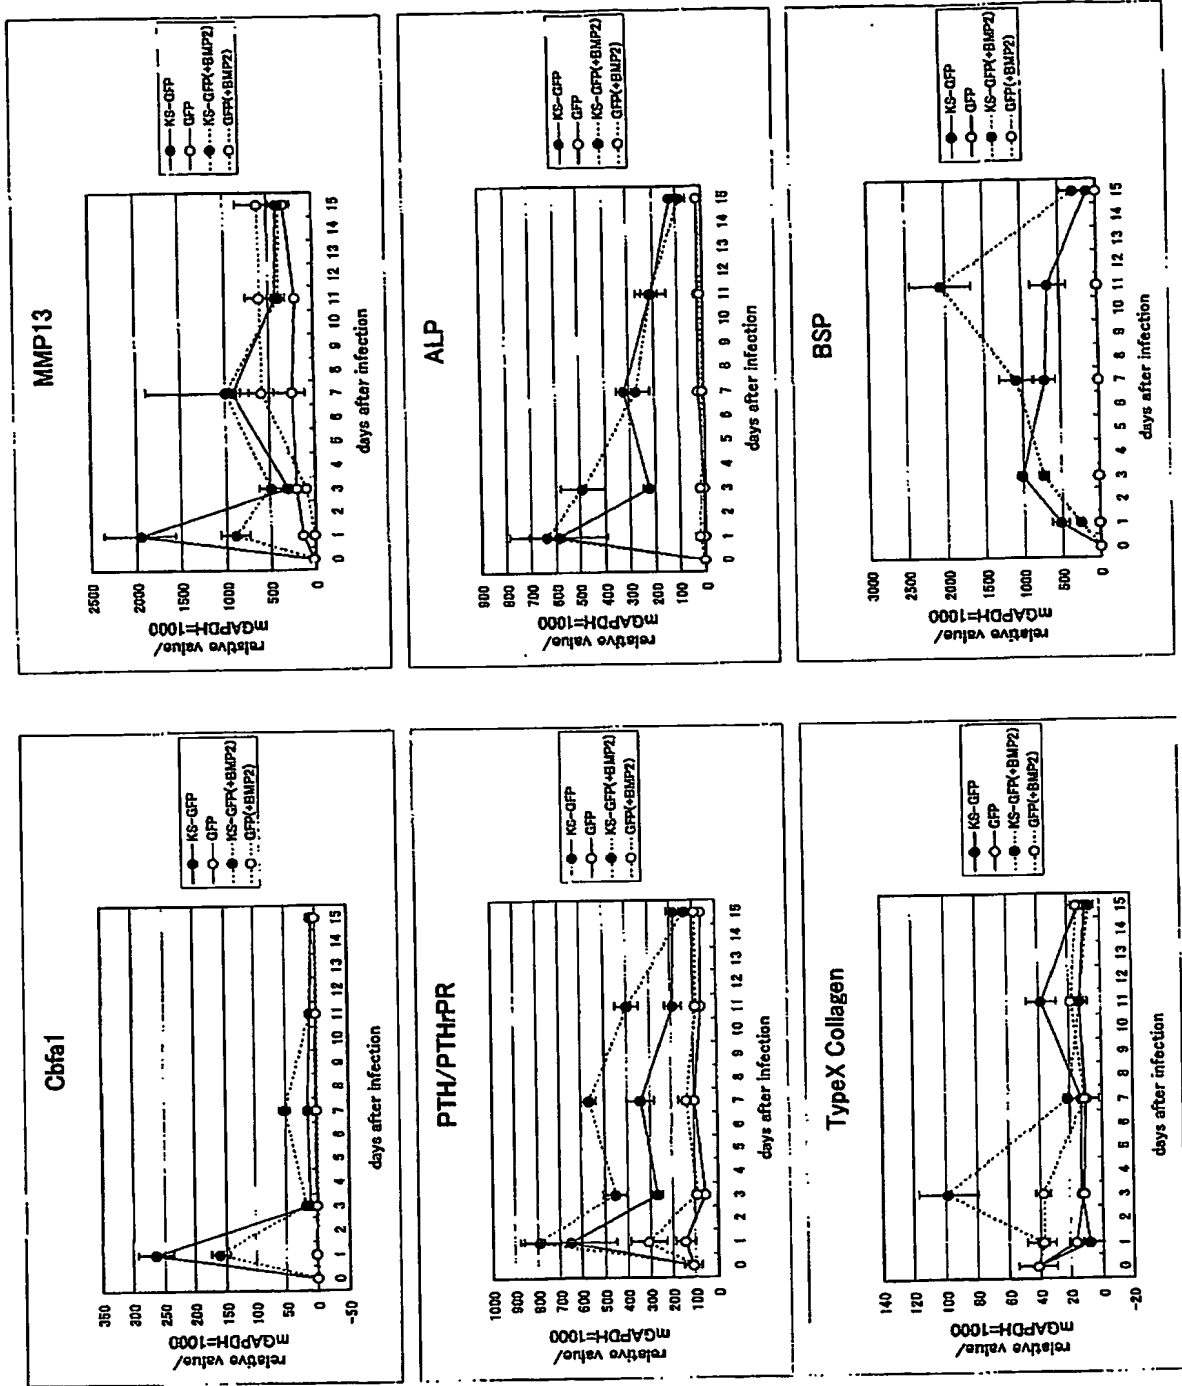 Cbfa1
relative value/
mGAPDH=1000
350
300
250
200
150
100
50
0
-50
0 1 2 3 4 5 6 7 8 9 10 11 12 13 14 15
days after infection
KS-GFP
GFP
KS-GFP(+BMP2)
GFP(+BMP2)
MMP13
relative value/
mGAPDH=1000
2500
2000
1500
1000
500
0
0 1 2 3 4 5 6 7 8 9 10 11 12 13 14 15
days after infection
KS-GFP
GFP
KS-GFP(+BMP2)
GFP(+BMP2)
PTH/PTHrPR
relative value/
mGAPDH=1000
1000
900
800
700
600
500
400
300
200
100
0
0 1 2 3 4 5 6 7 8 9 10 11 12 13 14 15
days after infection
KS-GFP
GFP
KS-GFP(+BMP2)
GFP(+BMP2)
ALP
relative value/
mGAPDH=1000
900
800
700
600
500
400
300
200
100
0
0 1 2 3 4 5 6 7 8 9 10 11 12 13 14 15
days after infection
KS-GFP
GFP
KS-GFP(+BMP2)
GFP(+BMP2)
TypeX Collagen
relative value/
mGAPDH=1000
140
120
100
80
60
40
20
0
-20
0 1 2 3 4 5 6 7 8 9 10 11 12 13 14 15
days after infection
KS-GFP
GFP
KS-GFP(+BMP2)
GFP(+BMP2)
BSP
relative value/
mGAPDH=1000
3000
2500
2000
1500
1000
500
0
0 1 2 3 4 5 6 7 8 9 10 11 12 13 14 15
days after infection
KS-GFP
GFP
KS-GFP(+BMP2)
GFP(+BMP2)